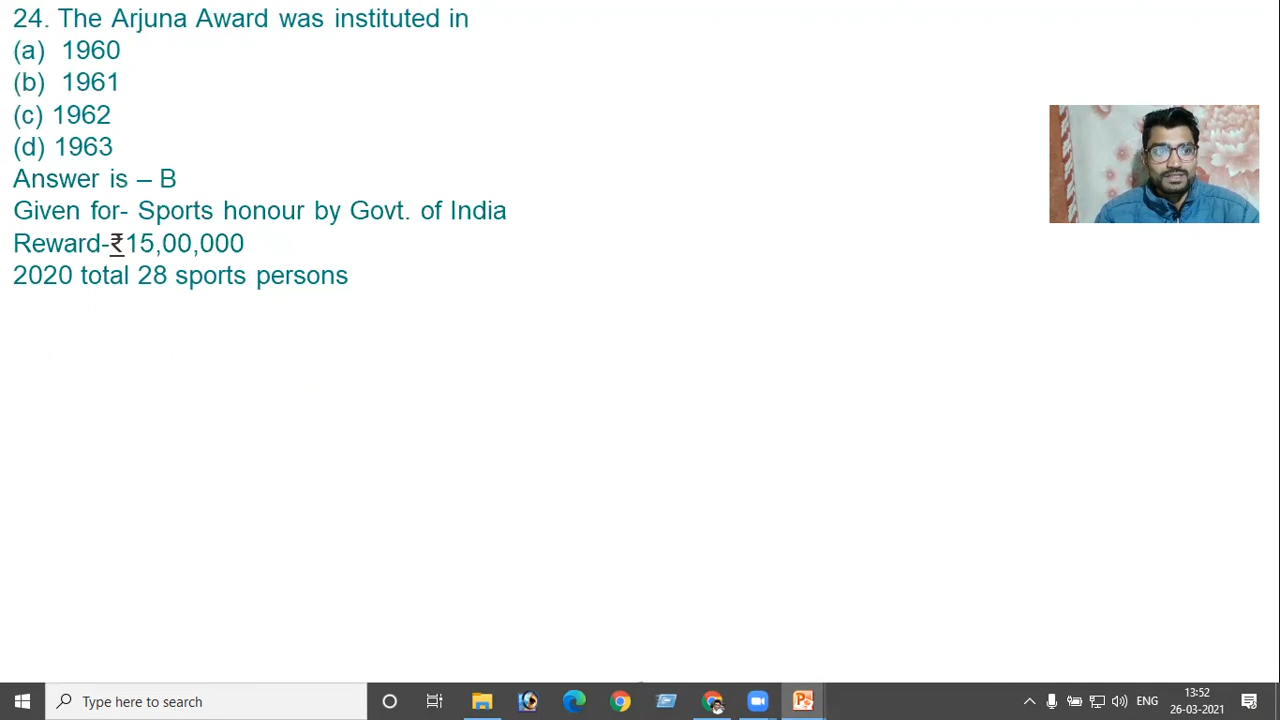 24. The Arjuna Award was instituted in
(a) 1960
(b) 1961
(c) 1962
(d) 1963
Answer is – B
Given for- Sports honour by Govt. of India
Reward-₹15,00,000
2020 total 28 sports persons
Type here to search
ENG
13:52
26-03-2021